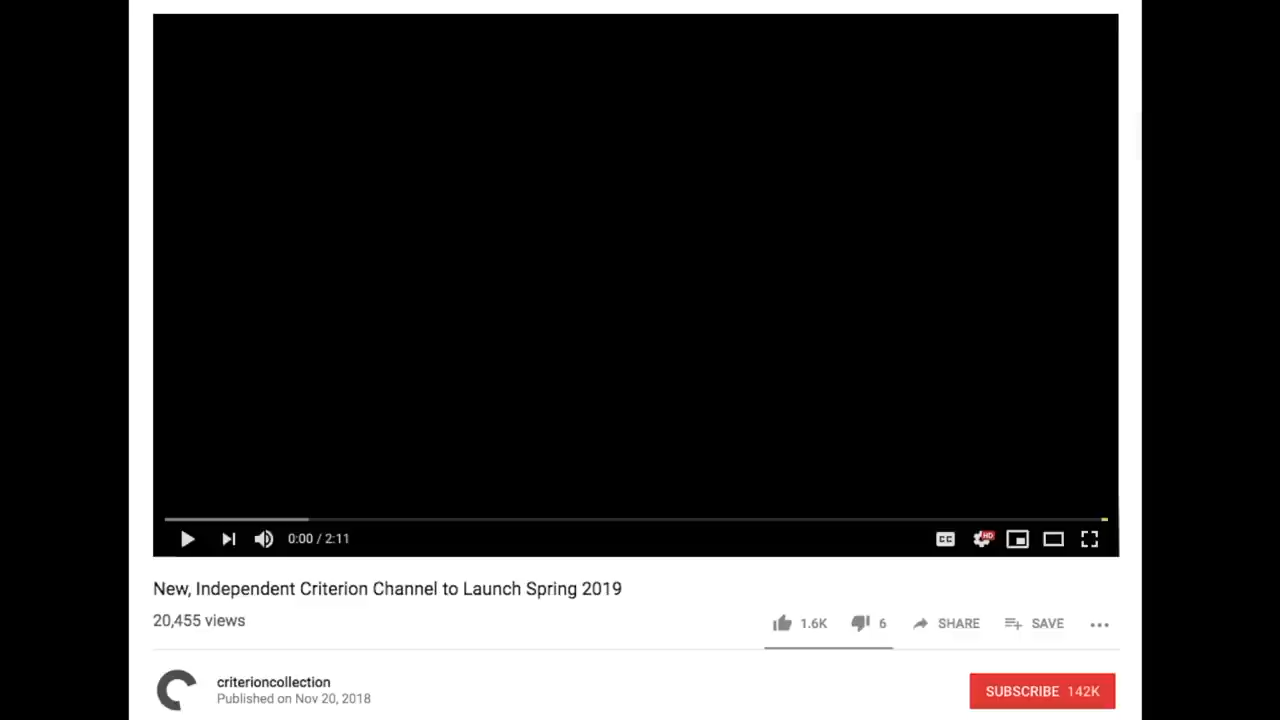 0:00 / 2:11
CC
HD
New, Independent Criterion Channel to Launch Spring 2019
20,455 views
1.6K
6
SHARE
SAVE
criterioncollection
Published on Nov 20, 2018
SUBSCRIBE 142K